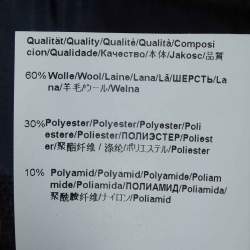 Qualität/Quality/Qualité/Qualità/Composi
cion/Qualidade/Качество/本体/Jakosc/品質
60% Wolle/Wool/Laine/Lana/Lâ/ШЕРСТЬ/La
na/羊毛/ウール/Welna
30% Polyester/Polyester/Polyester/Poli
estere/Poliester/ПОЛИЭСТЕР/Poliest
er/聚酯纤维 / 涤纶/ポリエステル/Poliester
10% Polyamid/Polyamid/Polyamide/Poliam
mide/Poliamida/ПОЛИАМИД/Poliamida/
聚酰胺纤维/ナイロン/Poliamid